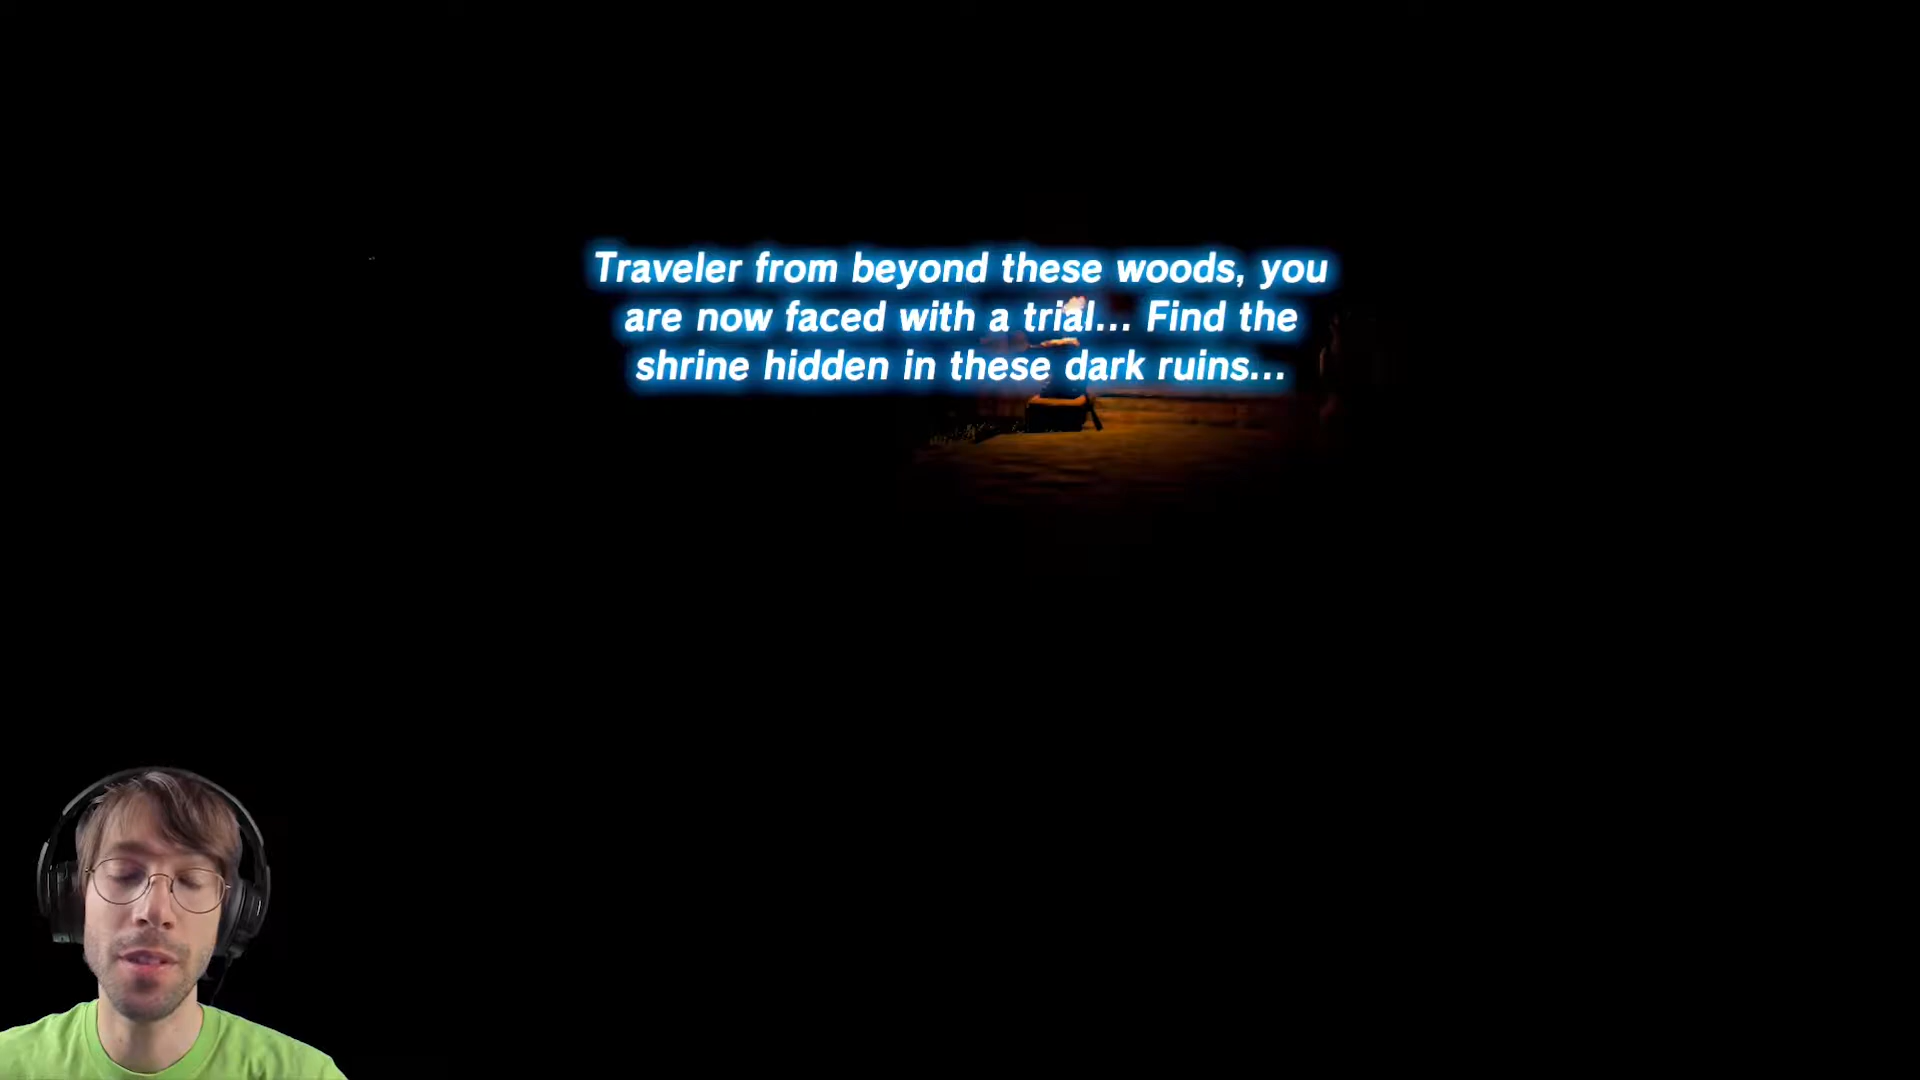 Traveler from beyond these woods, you
are now faced with a trial... Find the
shrine hidden in these dark ruins...